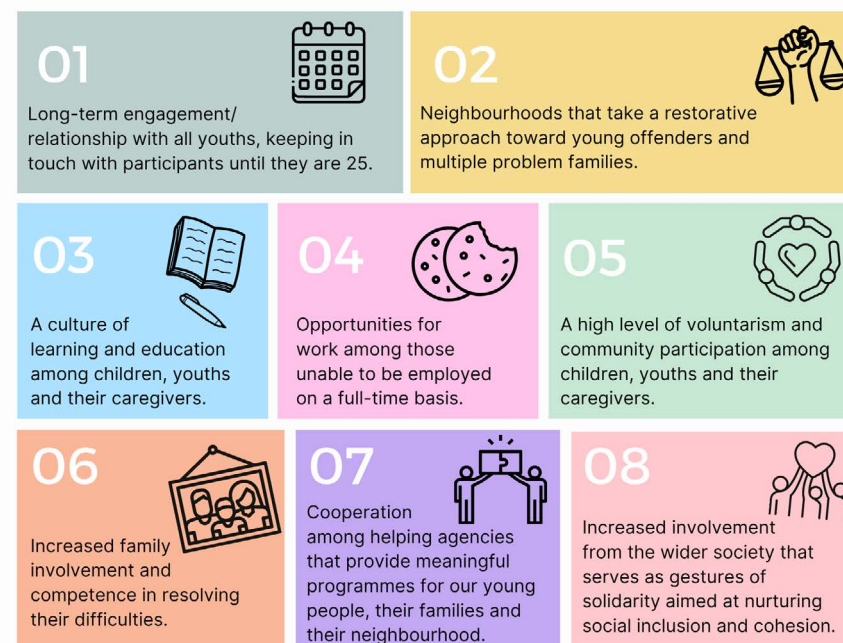 01
Long-term engagement/
relationship with all youths, keeping in
touch with participants until they are 25.
02
Neighbourhoods that take a restorative
approach toward young offenders and
multiple problem families.
03
A culture of
learning and education
among children, youths
and their caregivers.
04
Opportunities for
work among those
unable to be employed
on a full-time basis.
05
A high level of voluntarism and
community participation among
children, youths and their
caregivers.
06
Increased family
involvement and
competence in resolving
their difficulties.
07
Cooperation
among helping agencies
that provide meaningful
programmes for our young
people, their families and
their neighbourhood.
08
Increased involvement
from the wider society that
serves as gestures of
solidarity aimed at nurturing
social inclusion and cohesion.